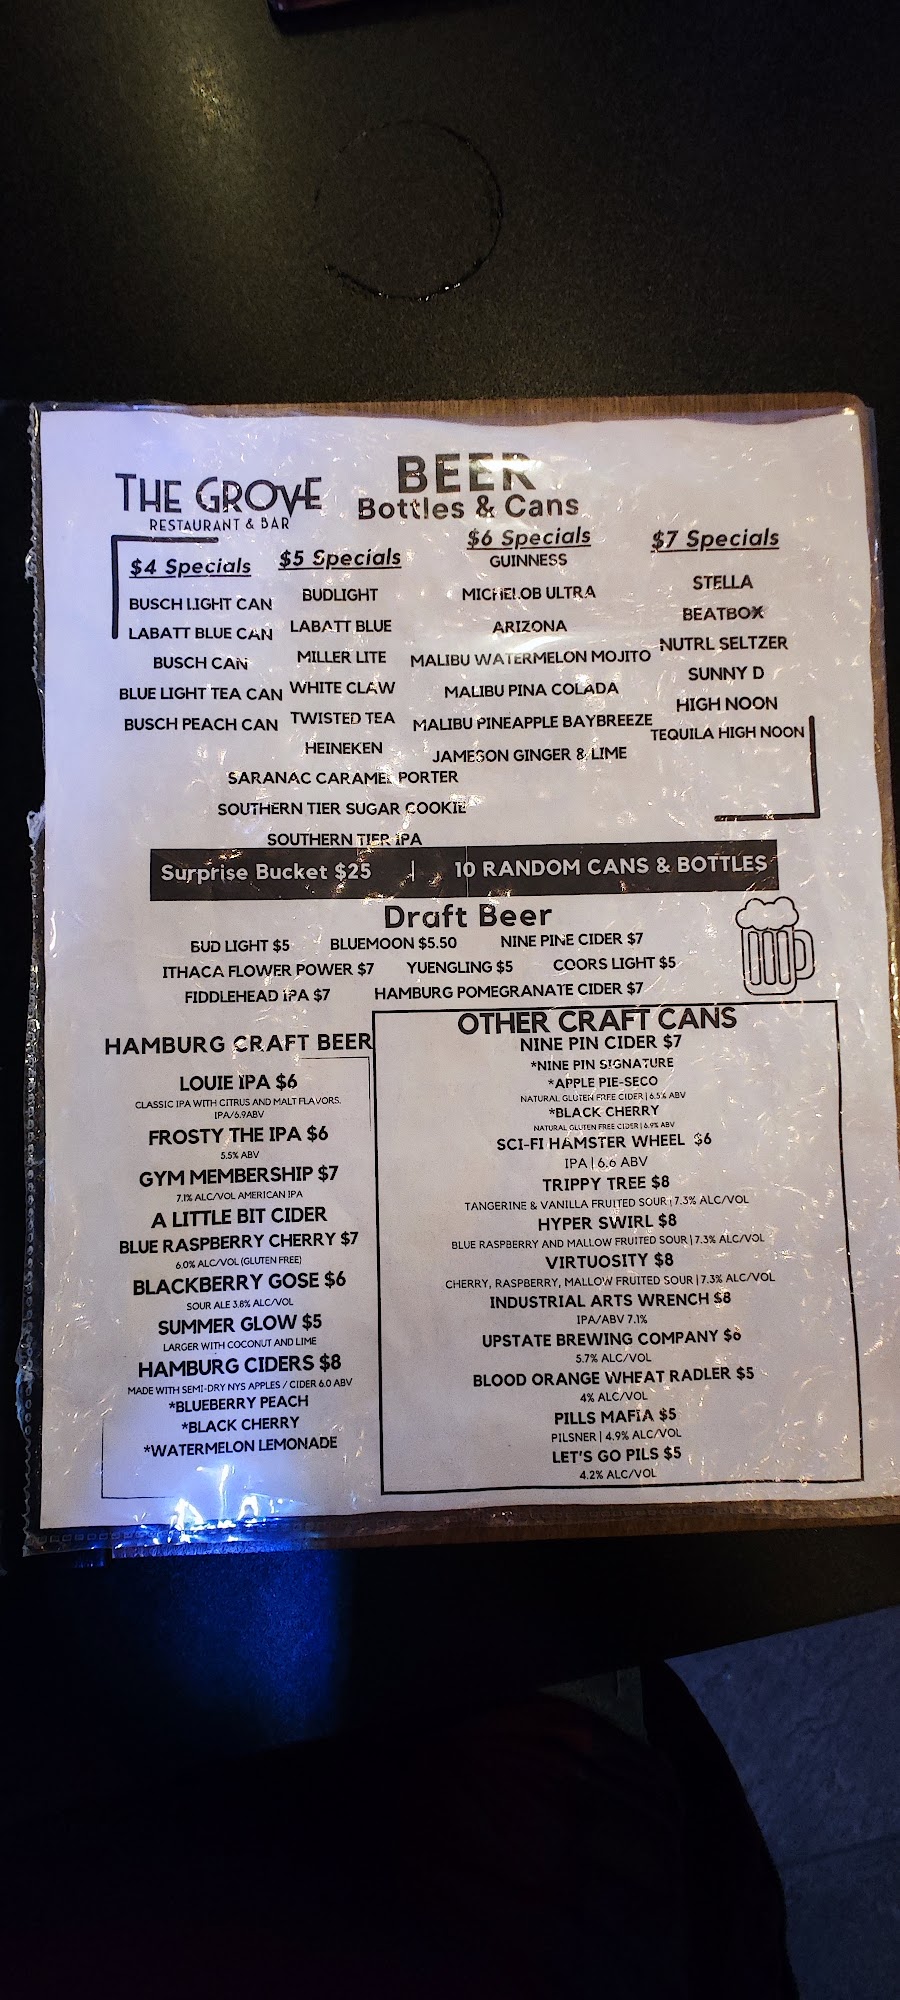 THE GROVE
RESTAURANT & BAR
BEER
Bottles & Cans
$4 Specials
BUSCH LIGHT CAN
LABATT BLUE CAN
BUSCH CAN
BLUE LIGHT TEA CAN
BUSCH PEACH CAN
$5 Specials
BUDLIGHT
LABATT BLUE
MILLER LITE
WHITE CLAW
TWISTED TEA
HEINEKEN
SARANAC CARAMEL PORTER
SOUTHERN TIER SUGAR COOKIE
SOUTHERN TIER IPA
$6 Specials
GUINNESS
MICHELOB ULTRA
ARIZONA
MALIBU WATERMELON MOJITO
MALIBU PINA COLADA
MALIBU PINEAPPLE BAYBREEZE
JAMESON GINGER & LIME
$7 Specials
STELLA
BEATBOX
NUTRL SELTZER
SUNNY D
HIGH NOON
TEQUILA HIGH NOON
Surprise Bucket $25 | 10 RANDOM CANS & BOTTLES
Draft Beer
BUD LIGHT $5 BLUEMOON $5.50 NINE PINE CIDER $7
ITHACA FLOWER POWER $7 YUENGLING $5 COORS LIGHT $5
FIDDLEHEAD IPA $7 HAMBURG POMEGRANATE CIDER $7
HAMBURG CRAFT BEER
LOUIE IPA $6
CLASSIC IPA WITH CITRUS AND MALT FLAVORS.
IPA/6.9ABV
FROSTY THE IPA $6
5.5% ABV
GYM MEMBERSHIP $7
7.1% ALC/VOL AMERICAN IPA
A LITTLE BIT CIDER
BLUE RASPBERRY CHERRY $7
6.0% ALC/VOL (GLUTEN FREE)
BLACKBERRY GOSE $6
SOUR ALE 3.8% ALC/VOL
SUMMER GLOW $5
LARGER WITH COCONUT AND LIME
HAMBURG CIDERS $8
MADE WITH SEMI-DRY NYS APPLES / CIDER 6.0 ABV
*BLUEBERRY PEACH
*BLACK CHERRY
*WATERMELON LEMONADE
OTHER CRAFT CANS
NINE PIN CIDER $7
*NINE PIN SIGNATURE
*APPLE PIE-SECO
NATURAL GLUTEN FREE CIDER | 6.5% ABV
*BLACK CHERRY
NATURAL GLUTEN FREE CIDER | 6.9% ABV
SCI-FI HAMSTER WHEEL $6
IPA | 6.6 ABV
TRIPPY TREE $8
TANGERINE & VANILLA FRUITED SOUR | 7.3% ALC/VOL
HYPER SWIRL $8
BLUE RASPBERRY AND MALLOW FRUITED SOUR | 7.3% ALC/VOL
VIRTUOSITY $8
CHERRY, RASPBERRY, MALLOW FRUITED SOUR | 7.3% ALC/VOL
INDUSTRIAL ARTS WRENCH $8
IPA/ABV 7.1%
UPSTATE BREWING COMPANY $6
5.7% ALC/VOL
BLOOD ORANGE WHEAT RADLER $5
4% ALC/VOL
PILLS MAFIA $5
PILSNER | 4.9% ALC/VOL
LET'S GO PILS $5
4.2% ALC/VOL